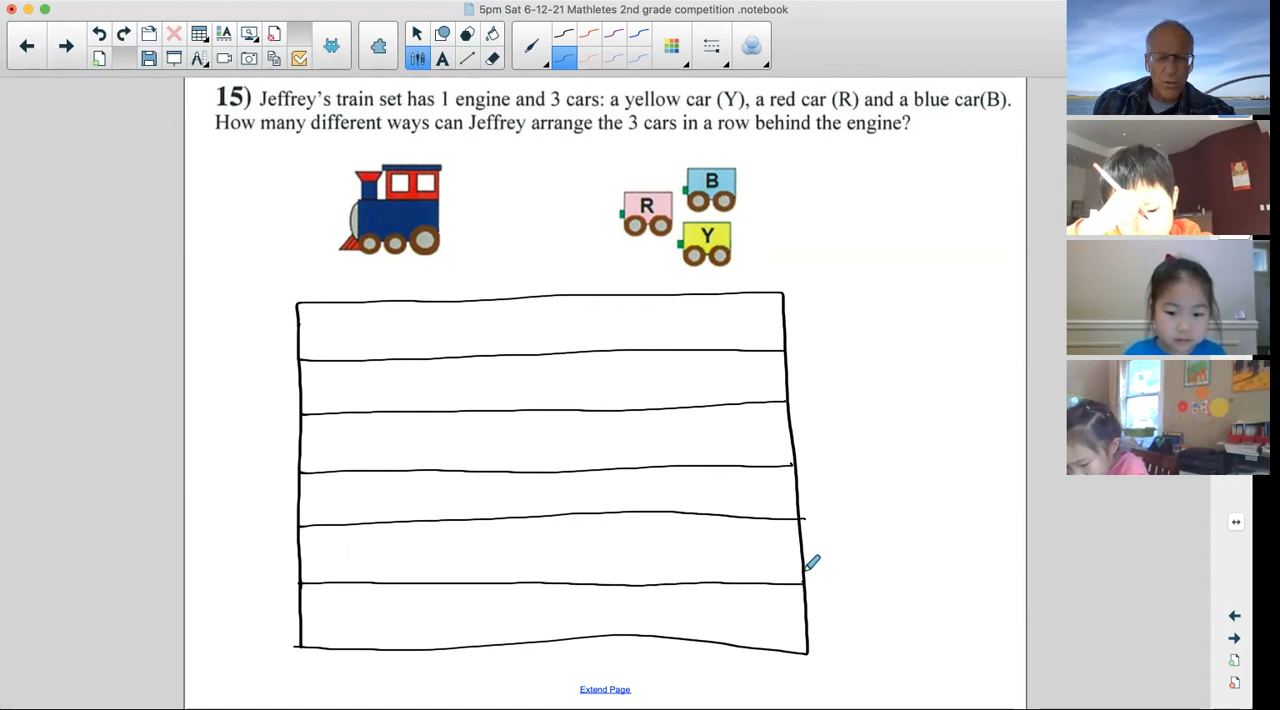 5pm Sat 6-12-21 Mathletes 2nd grade competition .notebook
15) Jeffrey's train set has 1 engine and 3 cars: a yellow car (Y), a red car (R) and a blue car(B).
How many different ways can Jeffrey arrange the 3 cars in a row behind the engine?
B
R
Y
Extend Page